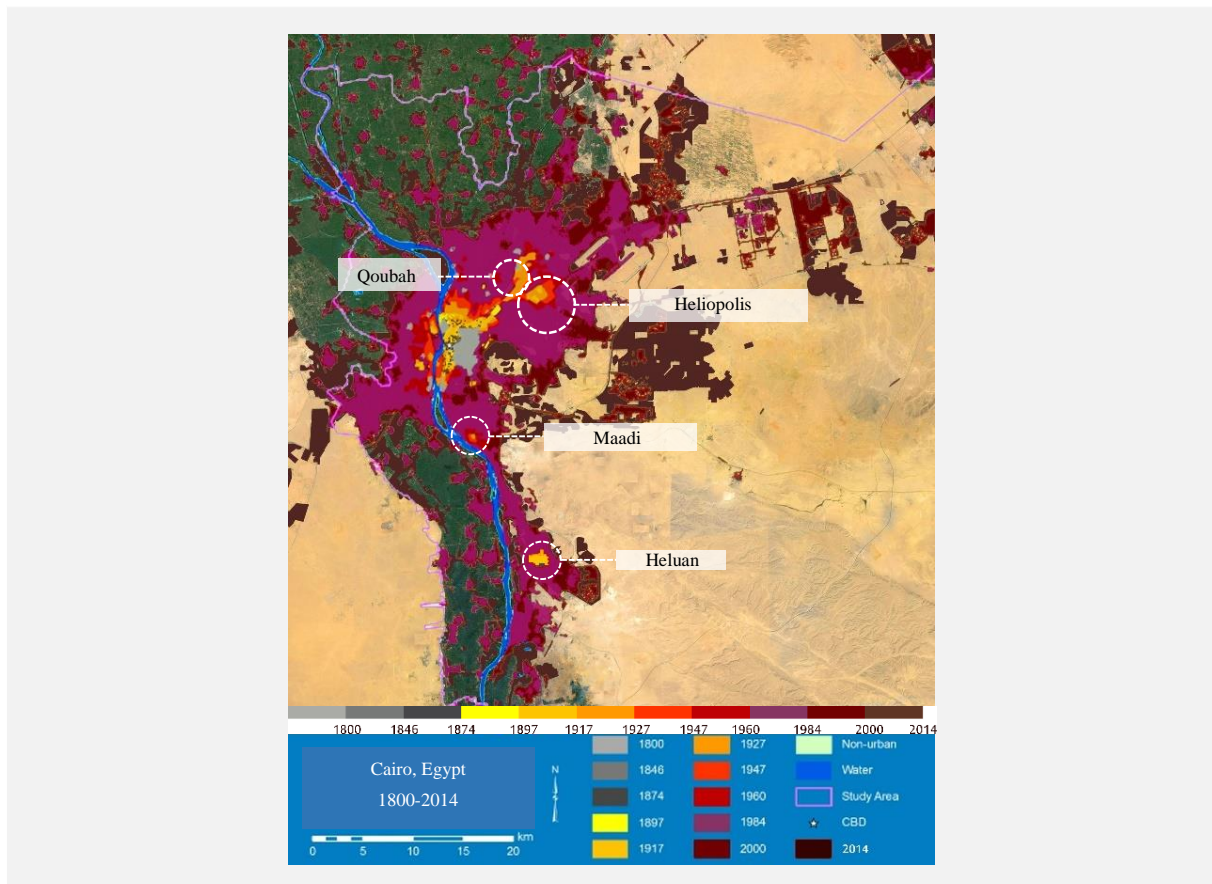 Qoubah
Heliopolis
Maadi
Heluan
1800 1846 1874 1897 1917 1927 1947 1960 1984 2000 2014
Cairo, Egypt
1800-2014
N
km
0 5 10 15 20
1800 1927 Non-urban
1846 1947 Water
1874 1960 Study Area
1897 1984 CBD
1917 2000 2014